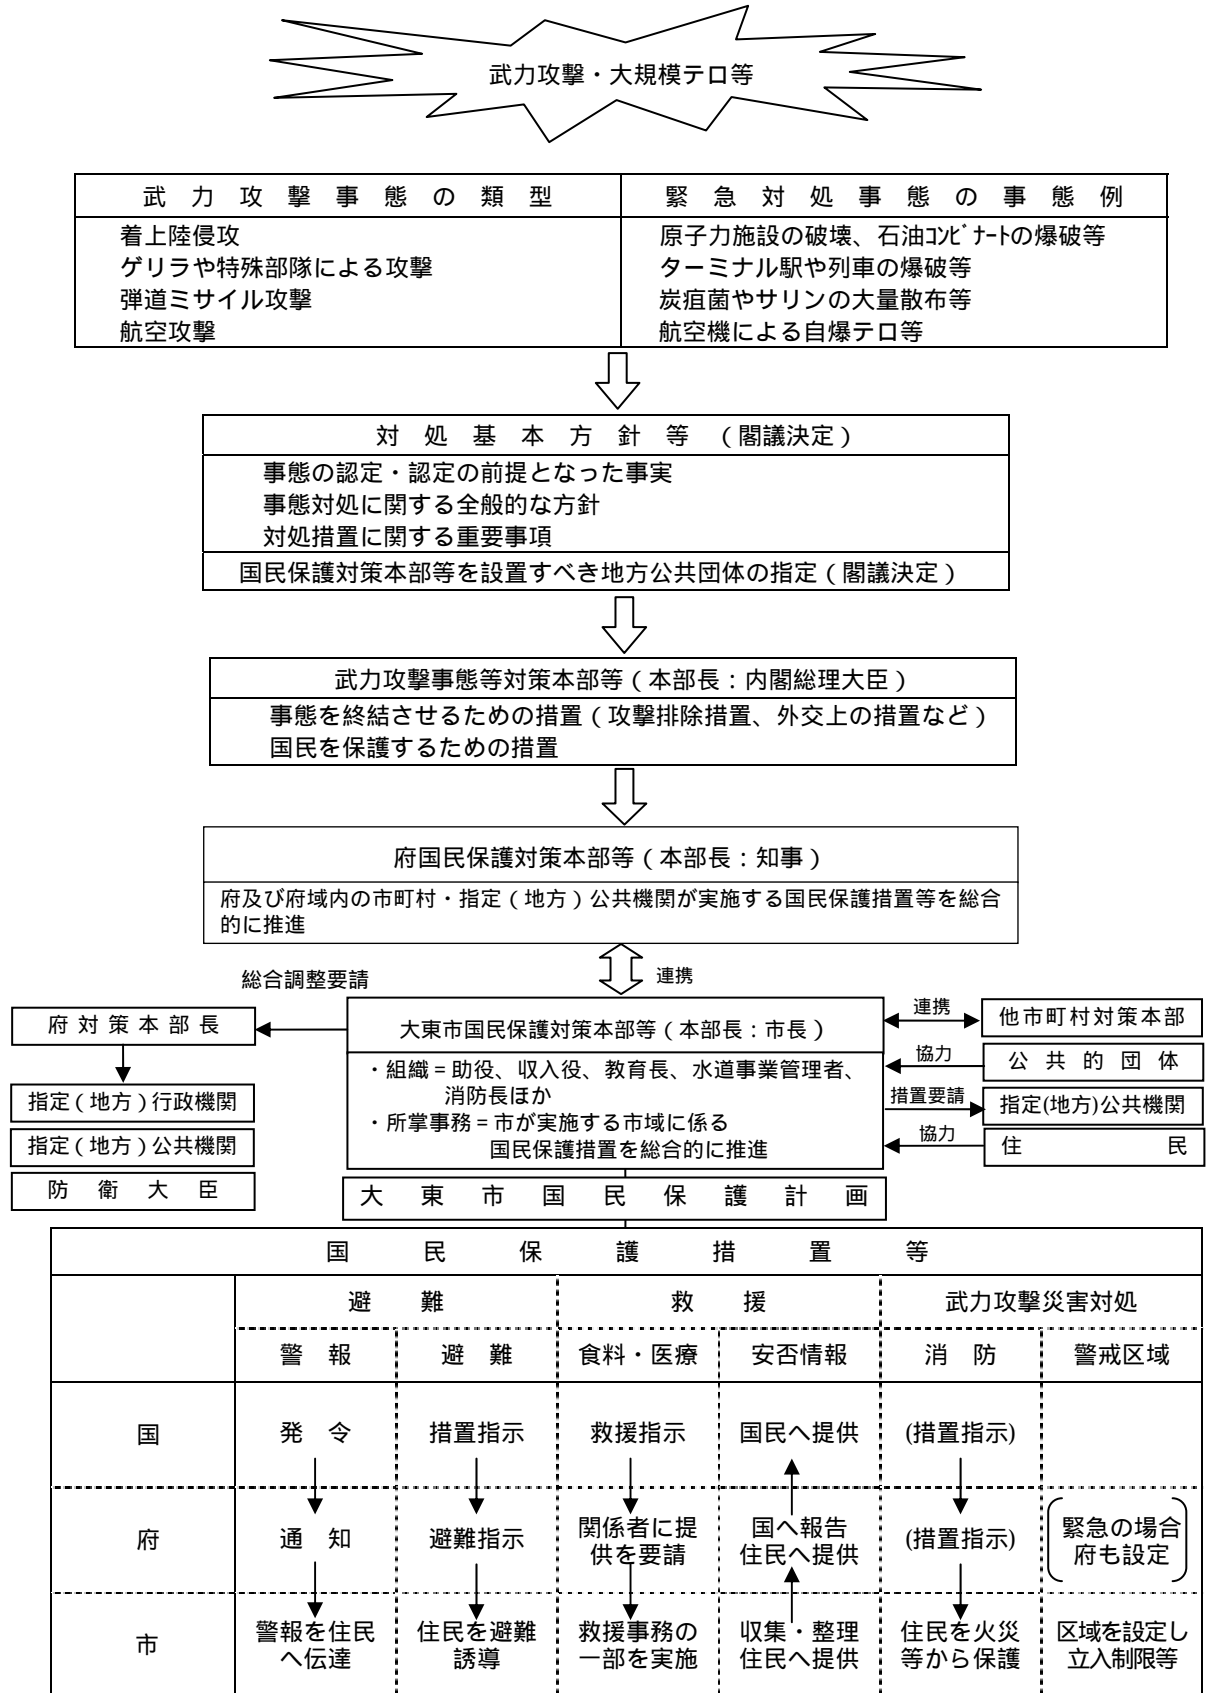 武力攻撃・大規模テロ等
武力攻撃事態の類型
着上陸侵攻
ゲリラや特殊部隊による攻撃
弾道ミサイル攻撃
航空攻撃
緊急対処事態の事態例
原子力施設の破壊、石油ｺﾝﾋﾞﾅｰﾄの爆破等
ターミナル駅や列車の爆破等
炭疽菌やサリンの大量散布等
航空機による自爆テロ等
対処基本方針等（閣議決定）
事態の認定・認定の前提となった事実
事態対処に関する全般的な方針
対処措置に関する重要事項
国民保護対策本部等を設置すべき地方公共団体の指定（閣議決定）
武力攻撃事態等対策本部等（本部長：内閣総理大臣）
事態を終結させるための措置（攻撃排除措置、外交上の措置など）
国民を保護するための措置
府国民保護対策本部等（本部長：知事）
府及び府域内の市町村・指定（地方）公共機関が実施する国民保護措置等を総合
的に推進
総合調整要請
連携
府対策本部長
指定（地方）行政機関
指定（地方）公共機関
防衛大臣
大東市国民保護対策本部等（本部長：市長）
・組織＝助役、収入役、教育長、水道事業管理者、
消防長ほか
・所掌事務＝市が実施する市域に係る
国民保護措置を総合的に推進
連携
他市町村対策本部
協力
公共的団体
措置要請
指定(地方)公共機関
協力
住民
大東市国民保護計画
国民保護措置等
避難
救援
武力攻撃災害対処
警報
避難
食料・医療
安否情報
消防
警戒区域
国
発令
措置指示
救援指示
国民へ提供
(措置指示)
府
通知
避難指示
関係者に提
供を要請
国へ報告
住民へ提供
(措置指示)
緊急の場合
府も設定
市
警報を住民
へ伝達
住民を避難
誘導
救援事務の
一部を実施
収集・整理
住民へ提供
住民を火災
等から保護
区域を設定し
立入制限等